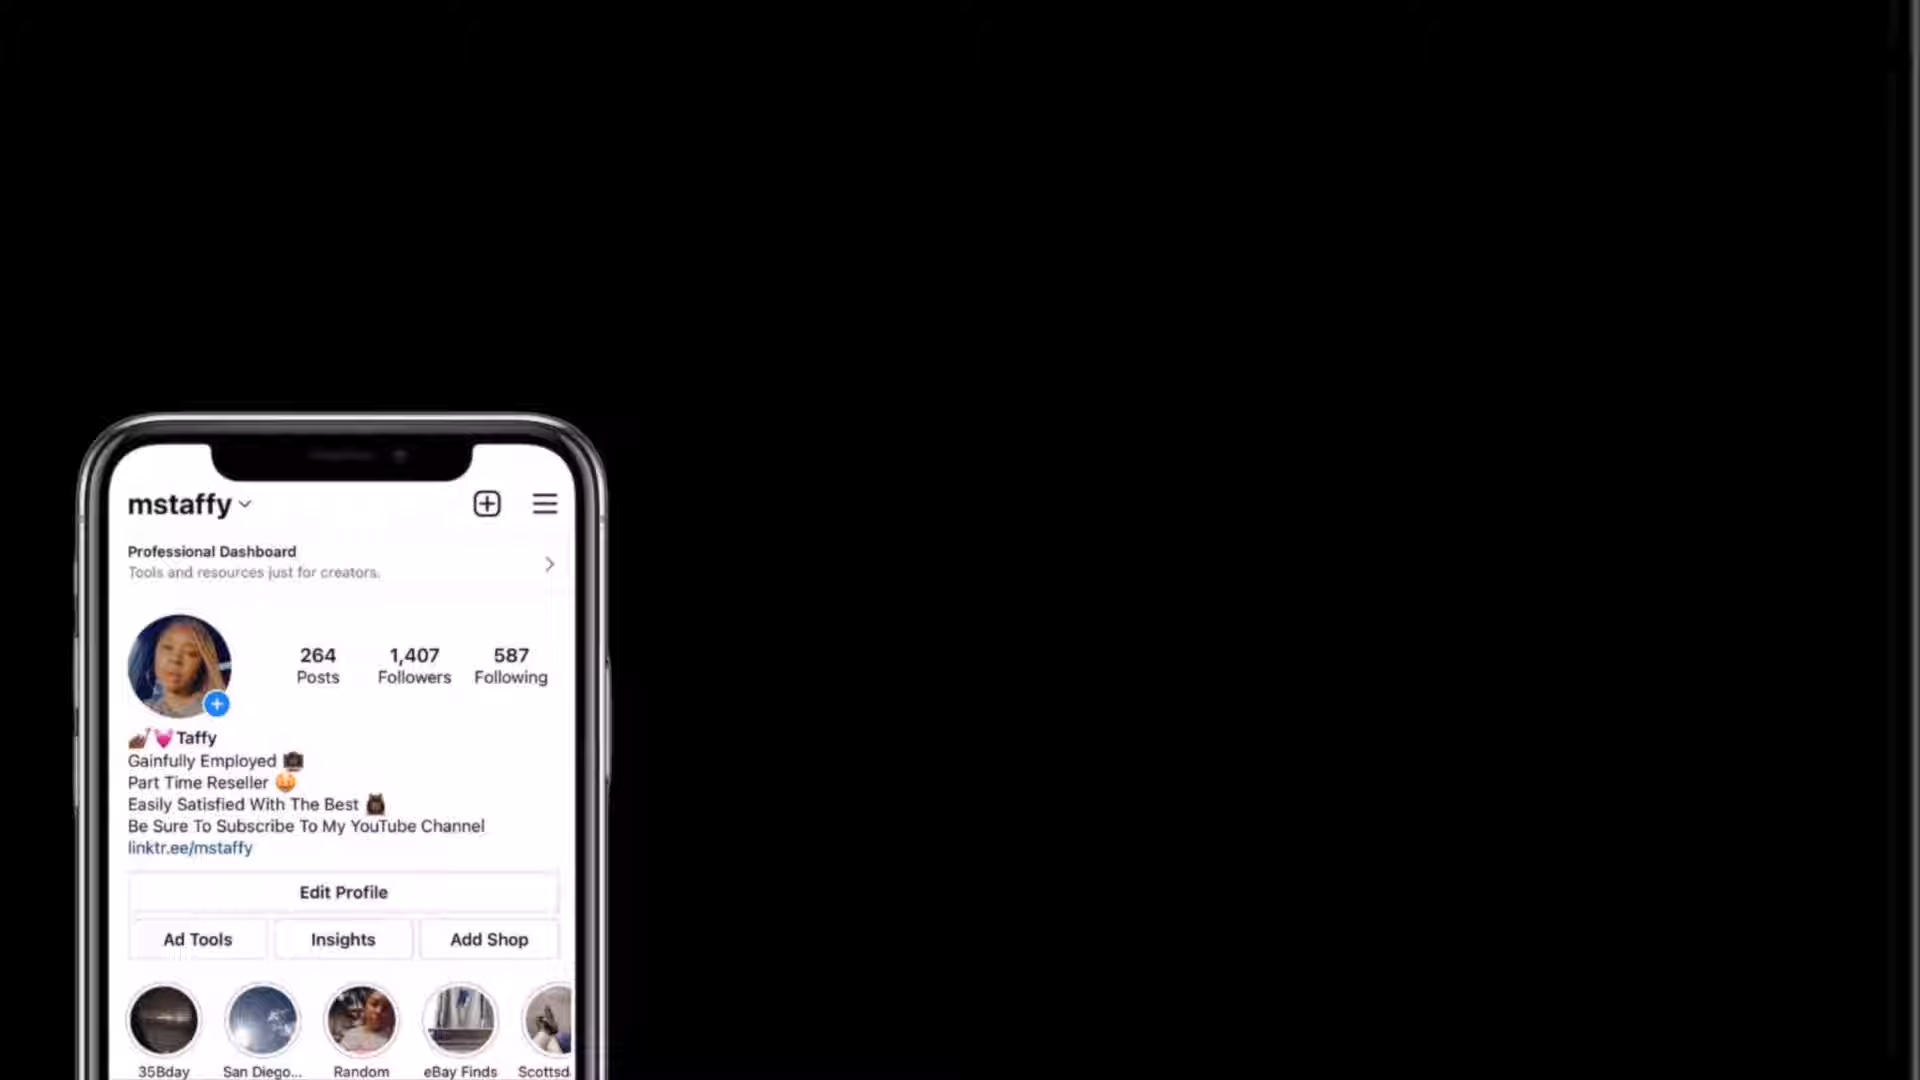 mstaffy
Professional Dashboard
Tools and resources just for creators.
264 1,407 587
Posts Followers Following
Taffy
Gainfully Employed
Part Time Reseller
Easily Satisfied With The Best
Be Sure To Subscribe To My YouTube Channel
linktr.ee/mstaffy
Edit Profile
Ad Tools Insights Add Shop
35Bday San Diego... Random eBay Finds Scottsd